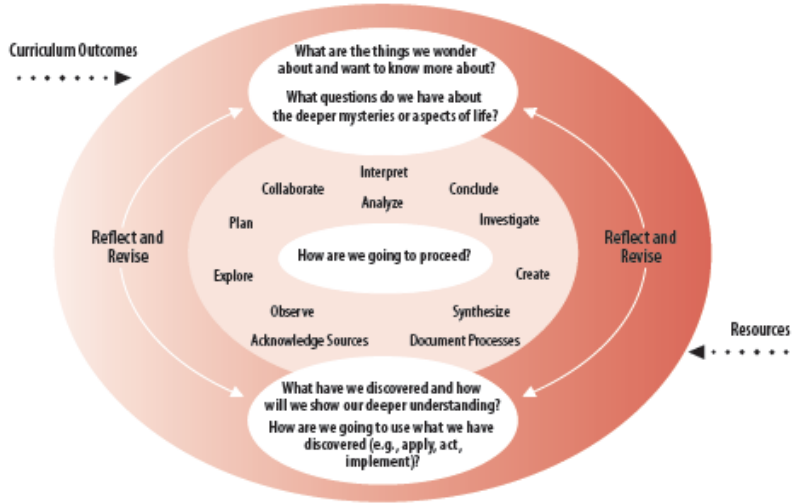 Curriculum Outcomes
What are the things we wonder
about and want to know more about?
What questions do we have about
the deeper mysteries or aspects of life?
Interpret
Collaborate
Conclude
Analyze
Plan
Investigate
Reflect and
Revise
How are we going to proceed?
Reflect and
Revise
Explore
Create
Observe
Synthesize
Acknowledge Sources
Document Processes
Resources
What have we discovered and how
will we show our deeper understanding?
How are we going to use what we have
discovered (e.g., apply, act,
implement)?